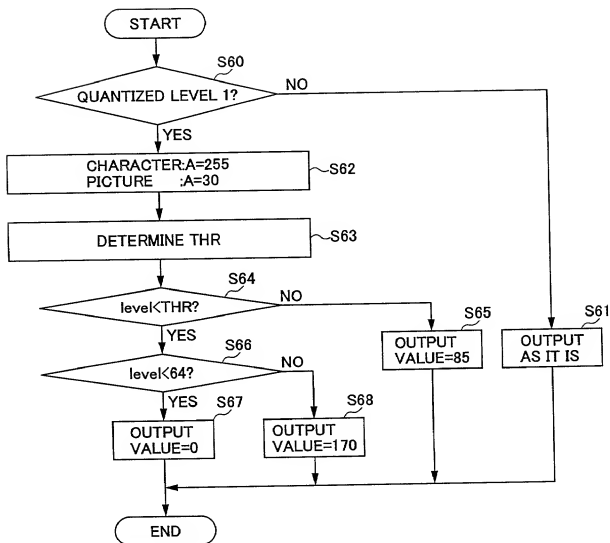 START
S60
QUANTIZED LEVEL 1?
NO
YES
CHARACTER:A=255
PICTURE :A=30
S62
DETERMINE THR
S63
S64
level<THR?
NO
YES
S65
OUTPUT
VALUE=85
S61
OUTPUT
AS IT IS
S66
level<64?
NO
YES
S67
OUTPUT
VALUE=0
S68
OUTPUT
VALUE=170
END